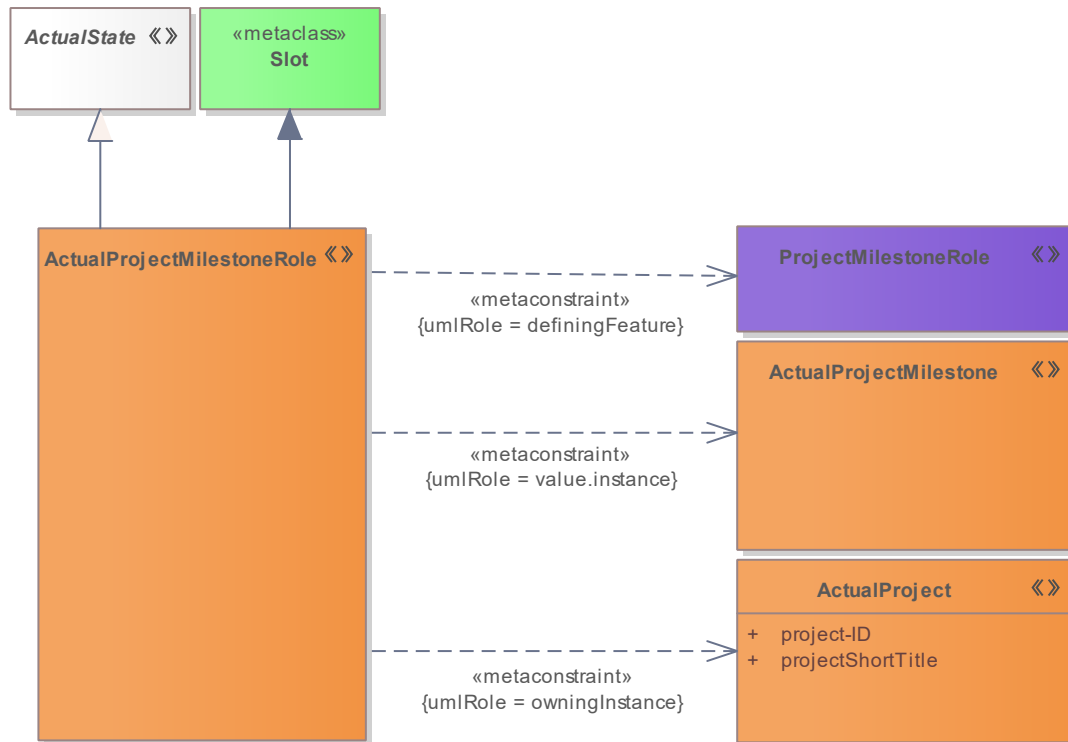 ActualState «»
«metaclass»
Slot
ActualProjectMilestoneRole «»
«metaconstraint»
{umlRole = definingFeature}
ProjectMilestoneRole «»
ActualProjectMilestone «»
«metaconstraint»
{umlRole = value.instance}
ActualProject «»
+ project-ID
+ projectShortTitle
«metaconstraint»
{umlRole = owningInstance}